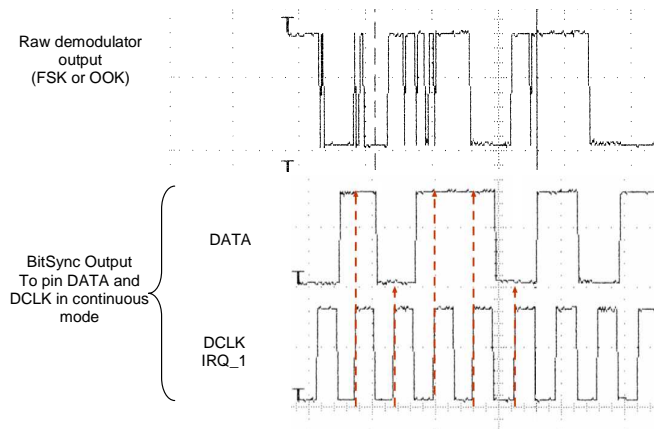 Raw demodulator
output
(FSK or OOK)
DATA
BitSync Output
To pin DATA and
DCLK in continuous
mode
DCLK
IRQ_1